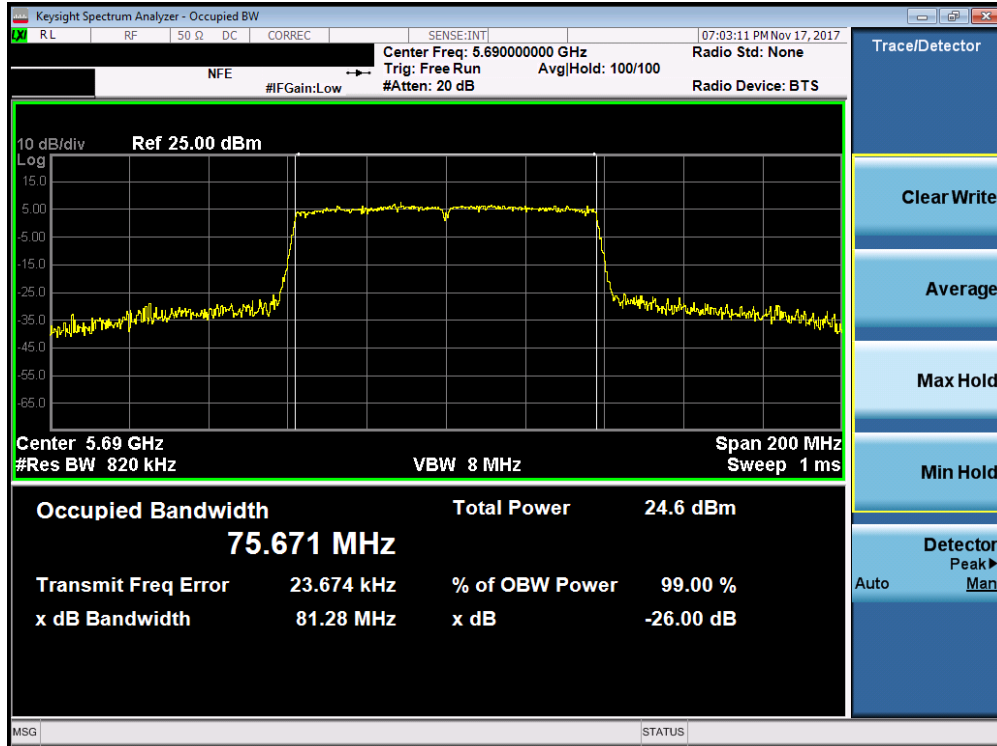 Keysight Spectrum Analyzer - Occupied BW
LXI RL RF 50 Ω DC CORREC SENSE:INT 07:03:11 PM Nov 17, 2017
Center Freq: 5.690000000 GHz Radio Std: None
NFE Trig: Free Run Avg|Hold: 100/100
#IFGain:Low #Atten: 20 dB Radio Device: BTS
10 dB/div Ref 25.00 dBm
Log
15.0
5.00
-5.00
-15.0
-25.0
-35.0
-45.0
-55.0
-65.0
Center 5.69 GHz Span 200 MHz
#Res BW 820 kHz VBW 8 MHz Sweep 1 ms
Occupied Bandwidth Total Power 24.6 dBm
75.671 MHz
Transmit Freq Error 23.674 kHz % of OBW Power 99.00 %
x dB Bandwidth 81.28 MHz x dB -26.00 dB
MSG STATUS
Trace/Detector
Clear Write
Average
Max Hold
Min Hold
Detector
Peak▶
Auto Man